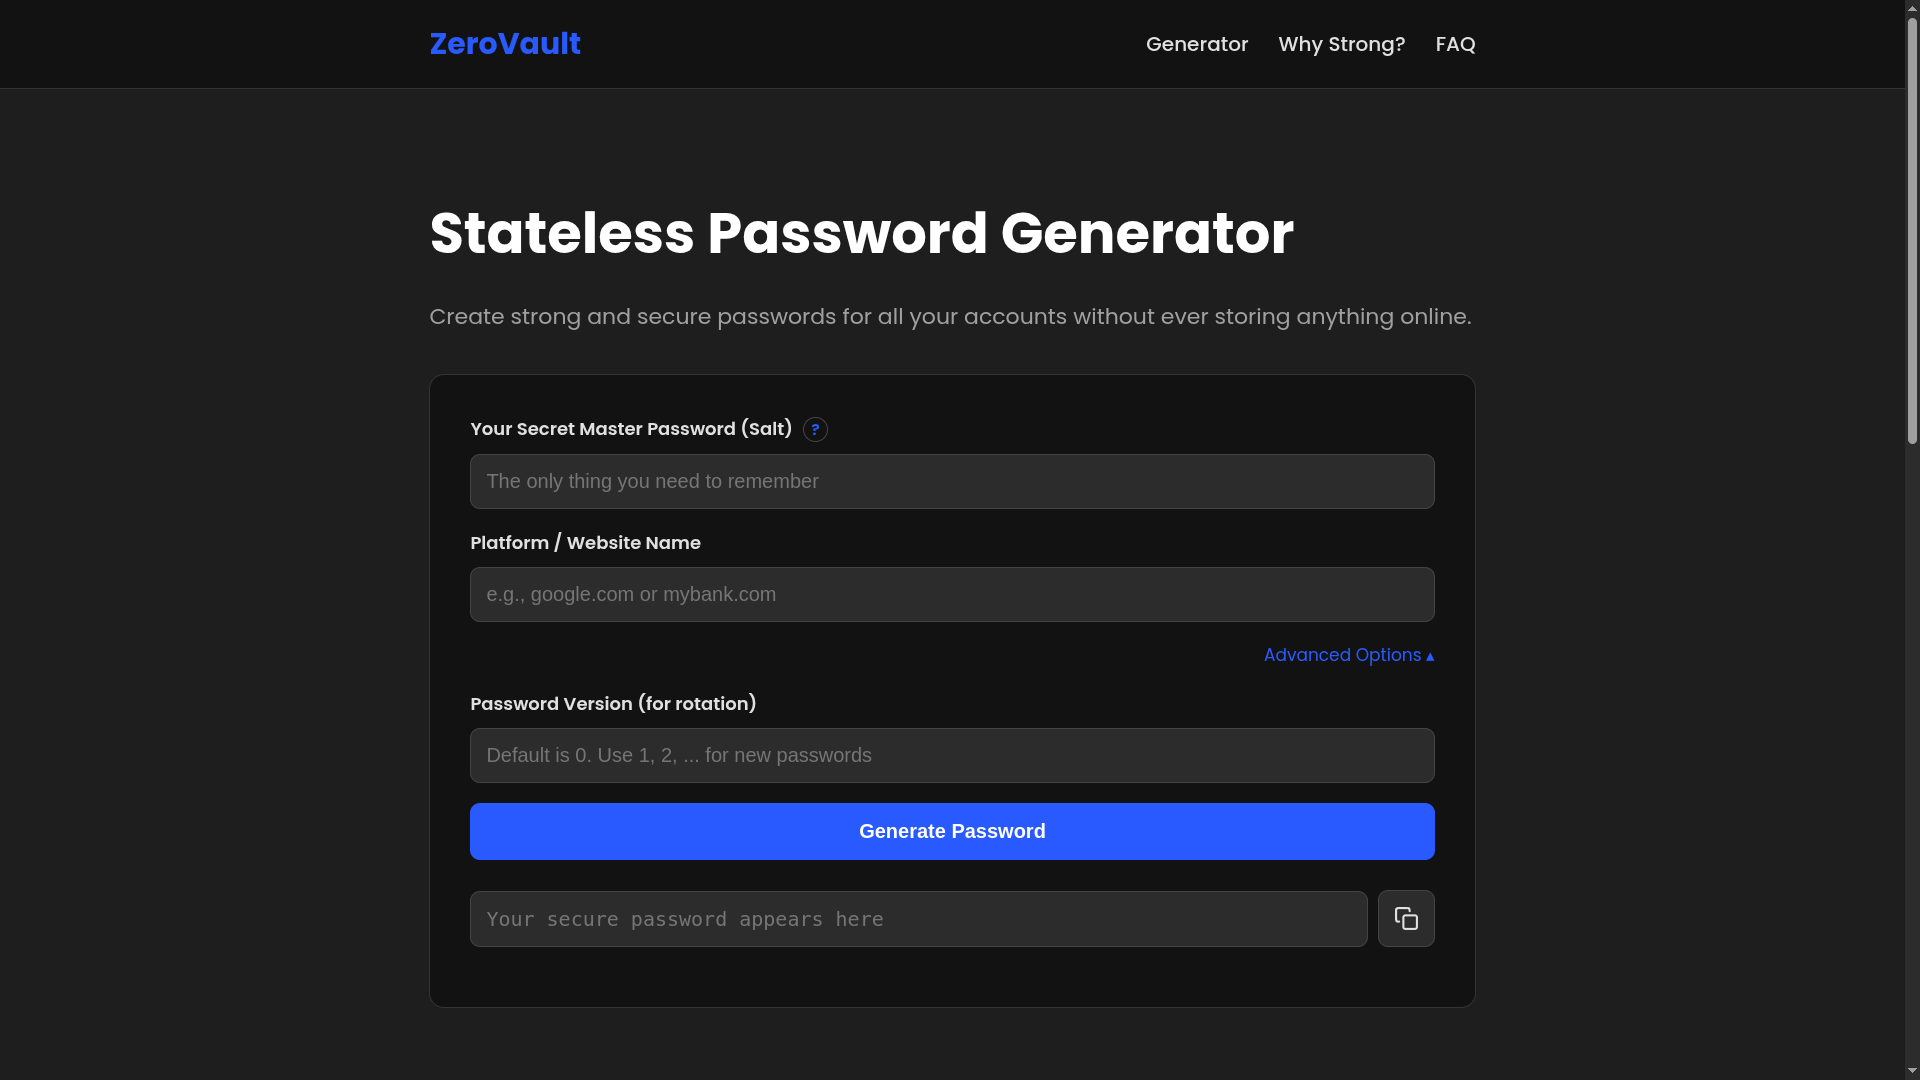 ZeroVault
Generator
Why Strong?
FAQ
Stateless Password Generator
Create strong and secure passwords for all your accounts without ever storing anything online.
Your Secret Master Password (Salt) ?
The only thing you need to remember
Platform / Website Name
e.g., google.com or mybank.com
Advanced Options ▴
Password Version (for rotation)
Default is 0. Use 1, 2, ... for new passwords
Generate Password
Your secure password appears here